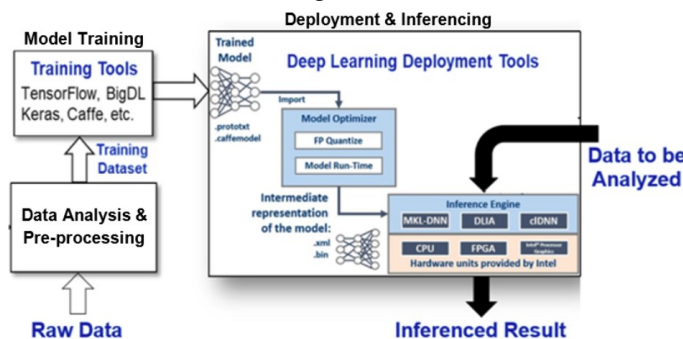 Deployment & Inferencing
Model Training
Training Tools
TensorFlow, BigDL
Keras, Caffe, etc.
Training
Dataset
Data Analysis &
Pre-processing
Raw Data
Trained
Model
Deep Learning Deployment Tools
.prototxt
.caffemodel
Import
Model Optimizer
FP Quantize
Model Run-Time
Intermediate
representation
of the model:
.xml
.bin
Data to be
Analyzed
Inference Engine
MKL-DNN DLIA clDNN
CPU FPGA Intel® Processor
Graphics
Hardware units provided by Intel
Inferenced Result